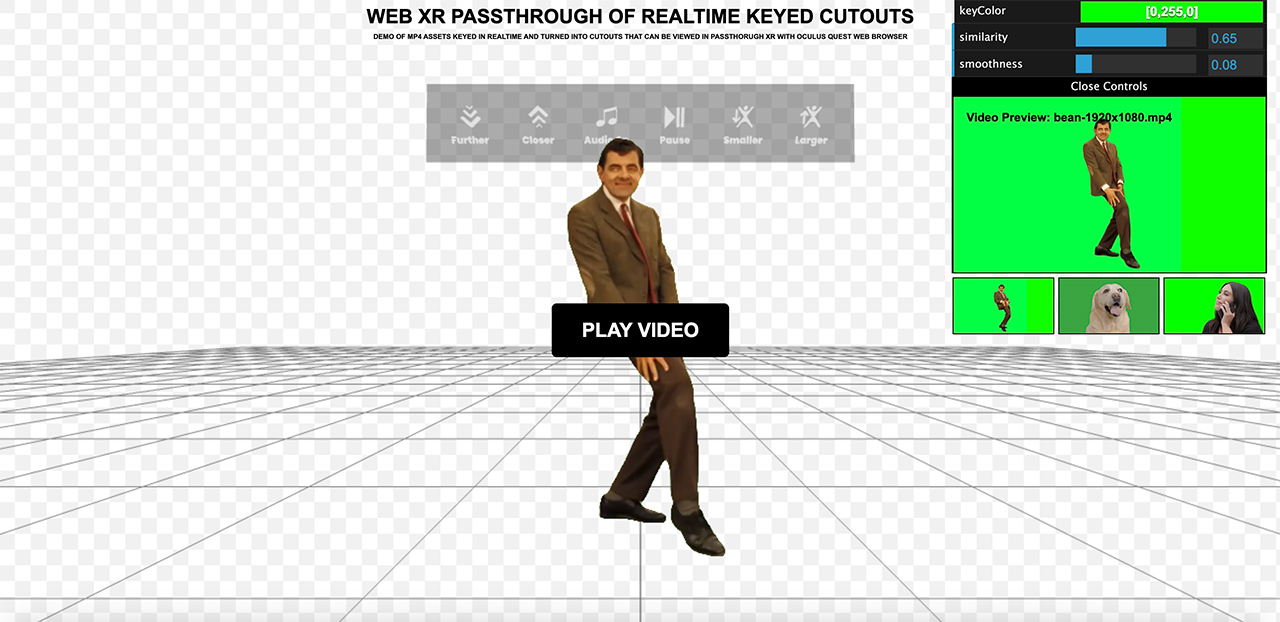 WEB XR PASSTHROUGH OF REALTIME KEYED CUTOUTS
DEMO OF MP4 ASSETS KEYED IN REALTIME AND TURNED INTO CUTOUTS THAT CAN BE VIEWED IN PASSTHORUGH XR WITH OCULUS QUEST WEB BROWSER
keyColor [0,255,0]
similarity 0.65
smoothness 0.08
Close Controls
Video Preview: bean-1920x1080.mp4
Further Closer Audio Pause Smaller Larger
PLAY VIDEO